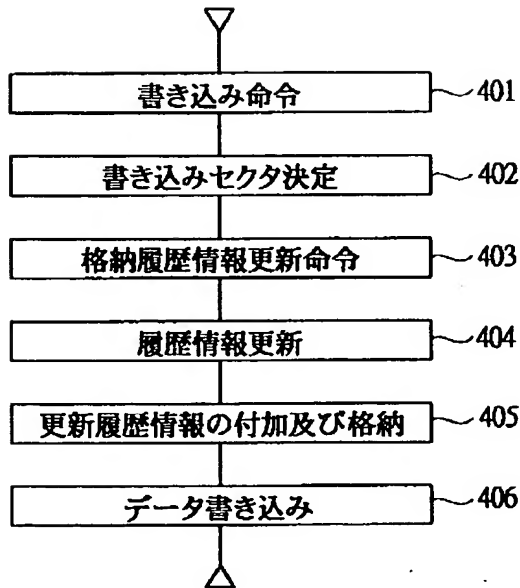 書き込み命令 401
書き込みセクタ決定 402
格納履歴情報更新命令 403
履歴情報更新 404
更新履歴情報の付加及び格納 405
データ書き込み 406